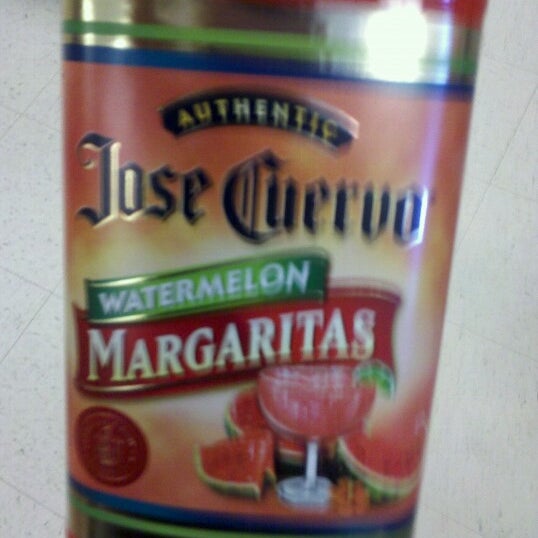 AUTHENTIC
Jose Cuervo
WATERMELON
MARGARITAS